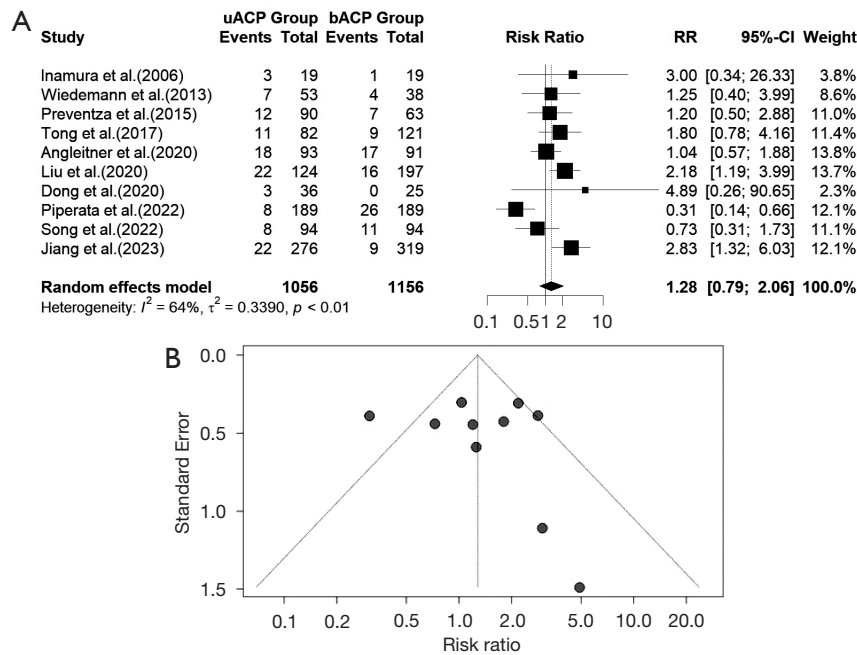 A
uACP Group bACP Group
Study Events Total Events Total Risk Ratio RR 95%-CI Weight
Inamura et al.(2006) 3 19 1 19 3.00 [0.34; 26.33] 3.8%
Wiedemann et al.(2013) 7 53 4 38 1.25 [0.40; 3.99] 8.6%
Preventza et al.(2015) 12 90 7 63 1.20 [0.50; 2.88] 11.0%
Tong et al.(2017) 11 82 9 121 1.80 [0.78; 4.16] 11.4%
Angleitner et al.(2020) 18 93 17 91 1.04 [0.57; 1.88] 13.8%
Liu et al.(2020) 22 124 16 197 2.18 [1.19; 3.99] 13.7%
Dong et al.(2020) 3 36 0 25 4.89 [0.26; 90.65] 2.3%
Piperata et al.(2022) 8 189 26 189 0.31 [0.14; 0.66] 12.1%
Song et al.(2022) 8 94 11 94 0.73 [0.31; 1.73] 11.1%
Jiang et al.(2023) 22 276 9 319 2.83 [1.32; 6.03] 12.1%
Random effects model 1056 1156 1.28 [0.79; 2.06] 100.0%
Heterogeneity: I² = 64%, τ² = 0.3390, p < 0.01
0.1 0.5 1 2 10
B
Standard Error
0.0
0.5
1.0
1.5
0.1 0.2 0.5 1.0 2.0 5.0 10.0 20.0
Risk ratio